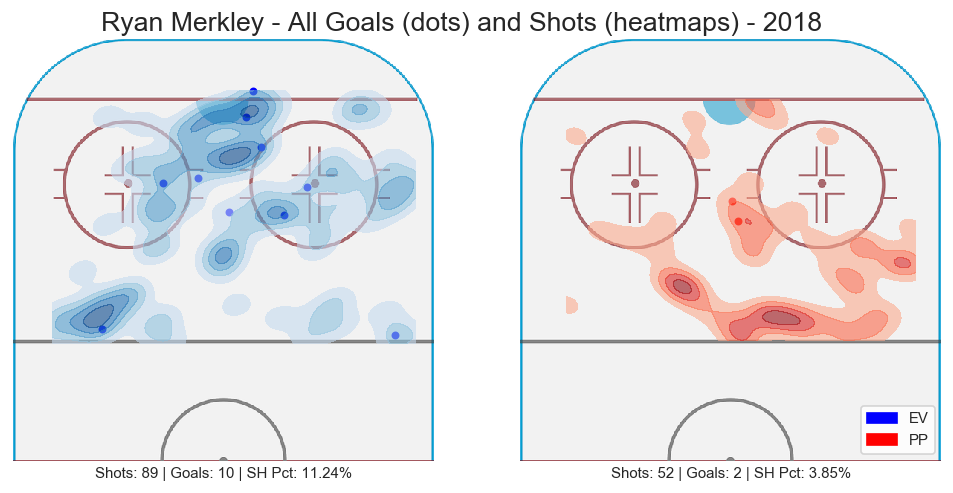 Ryan Merkley - All Goals (dots) and Shots (heatmaps) - 2018
EV
PP
Shots: 89 | Goals: 10 | SH Pct: 11.24%
Shots: 52 | Goals: 2 | SH Pct: 3.85%